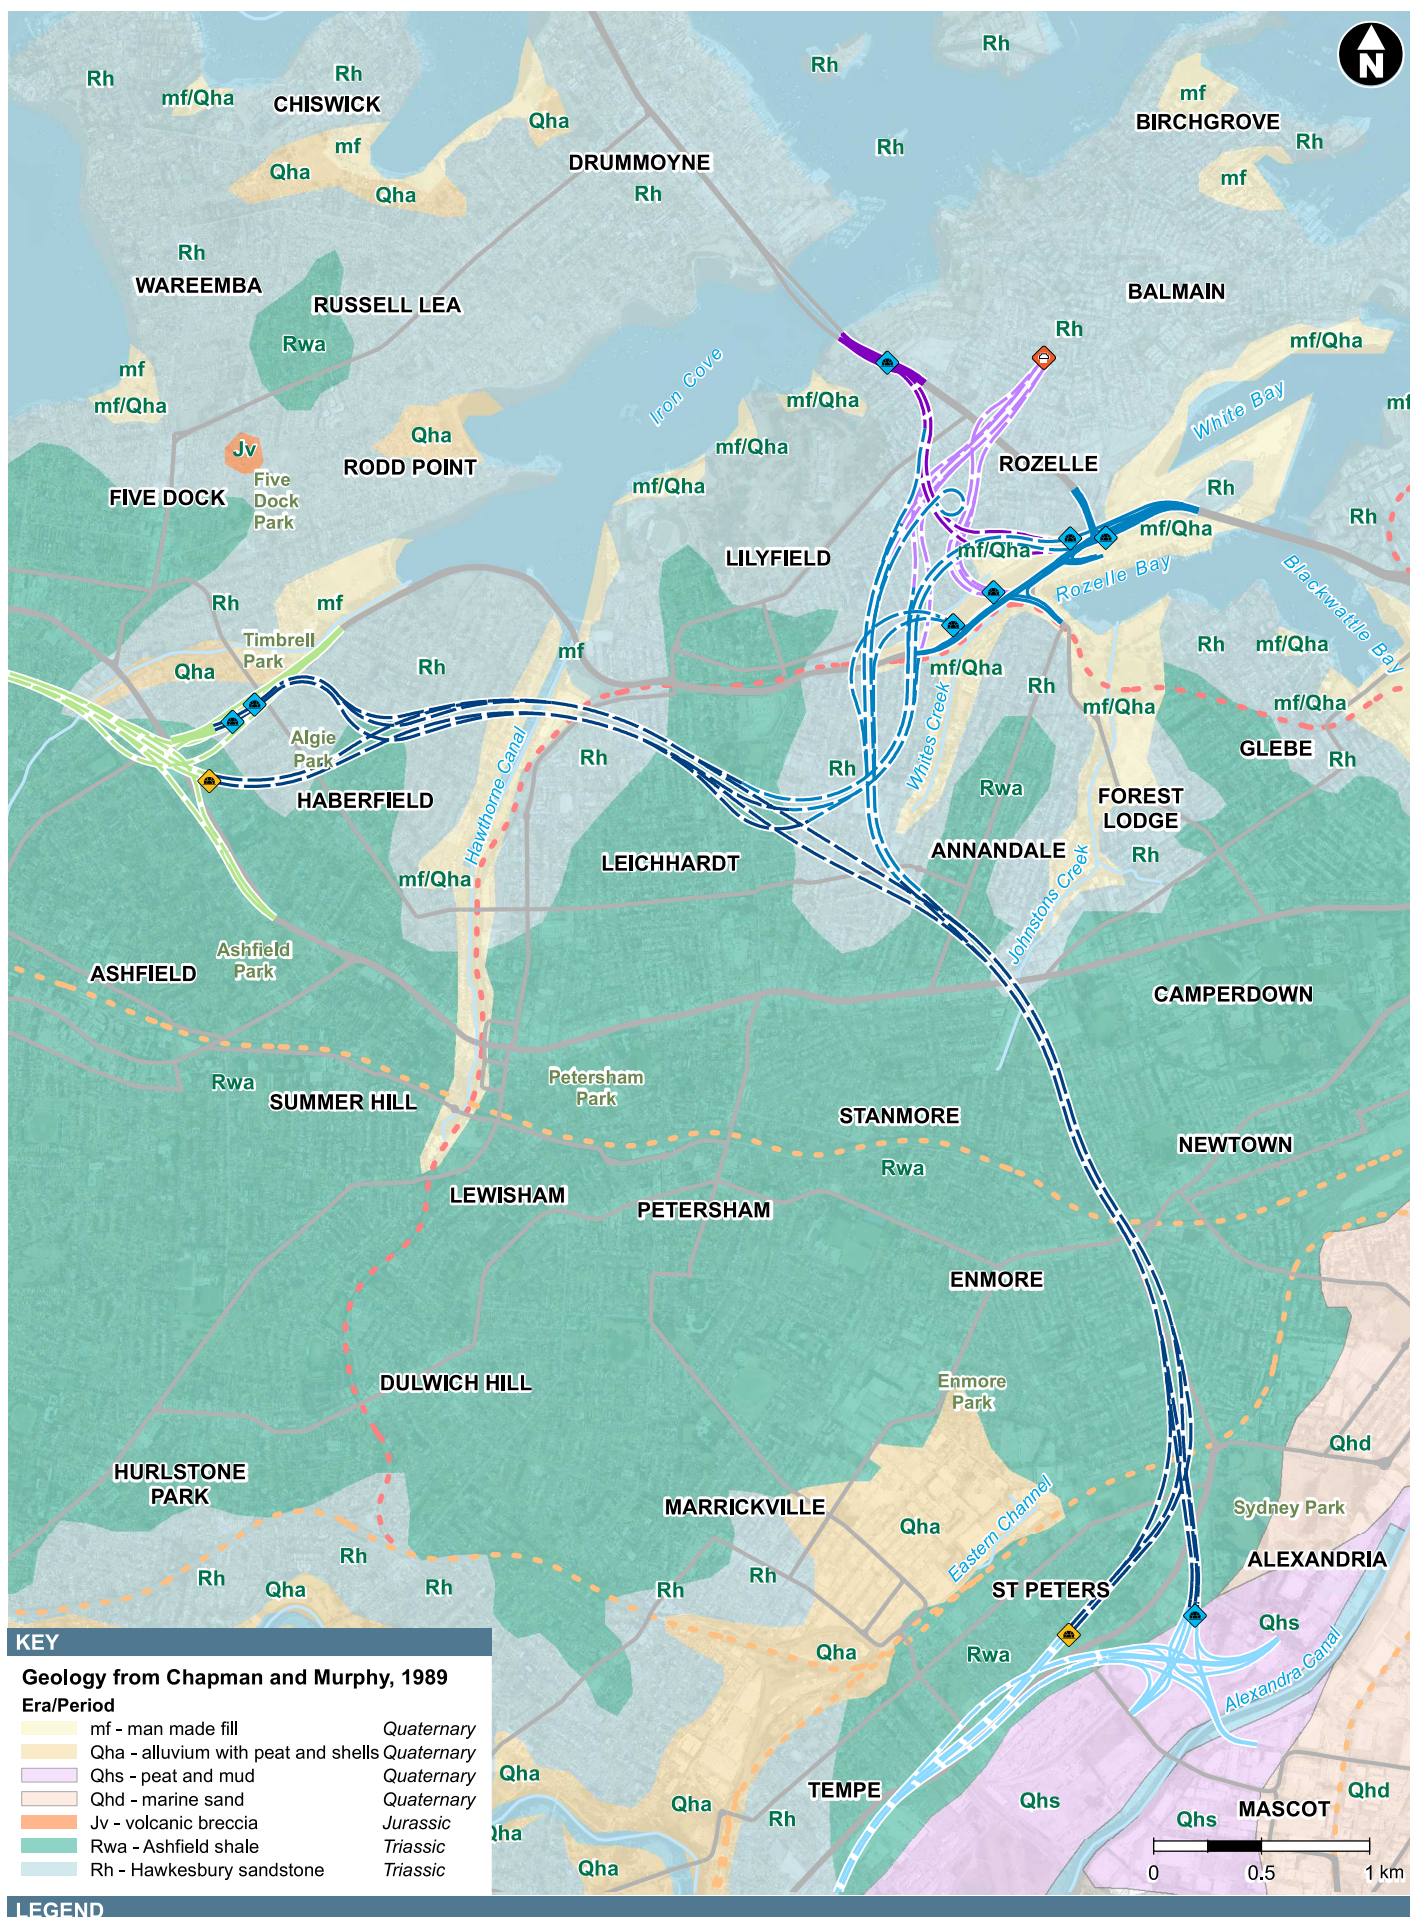 Rh
Rh
Rh
Rh
N
mf/Qha
CHISWICK
mf
BIRCHGROVE
Qha
mf
Rh
Rh
DRUMMOYNE
Qha
Qha
Rh
mf
Rh
WAREEMBA
RUSSELL LEA
BALMAIN
Rwa
Rh
mf/Qha
mf
mf/Qha
Iron Cove
mf/Qha
White Bay
mf
Qha
Jv
mf/Qha
RODD POINT
ROZELLE
FIVE DOCK
Five
Dock
Park
mf/Qha
Rh
Rh
mf/Qha
LILYFIELD
mf/Qha
Rozelle Bay
Blackwattle Bay
Rh
mf
Timbrell
Park
Qha
Rh
mf
mf/Qha
Rh
Rh
mf/Qha
mf/Qha
mf/Qha
Algie
Park
Hawthorne Canal
Rh
Rh
Whites Creek
Rwa
GLEBE
Rh
HABERFIELD
FOREST
LODGE
LEICHHARDT
ANNANDALE
Rh
mf/Qha
Johnstons Creek
Ashfield
Park
ASHFIELD
CAMPERDOWN
Rwa
SUMMER HILL
Petersham
Park
STANMORE
NEWTOWN
Rwa
LEWISHAM
PETERSHAM
ENMORE
DULWICH HILL
Enmore
Park
Qhd
HURLSTONE
PARK
MARRICKVILLE
Sydney Park
Qha
Eastern Channel
ALEXANDRIA
Rh
Rh
Qha
Rh
Rh
Rh
ST PETERS
Qhs
Qha
Rwa
Alexandra Canal
Qha
TEMPE
Qha
Rh
Qhs
Qhd
Qhs
MASCOT
Qha
Qha
0
0.5
1 km
KEY
Geology from Chapman and Murphy, 1989
Era/Period
mf - man made fill Quaternary
Qha - alluvium with peat and shells Quaternary
Qhs - peat and mud Quaternary
Qhd - marine sand Quaternary
Jv - volcanic breccia Jurassic
Rwa - Ashfield shale Triassic
Rh - Hawkesbury sandstone Triassic
LEGEND